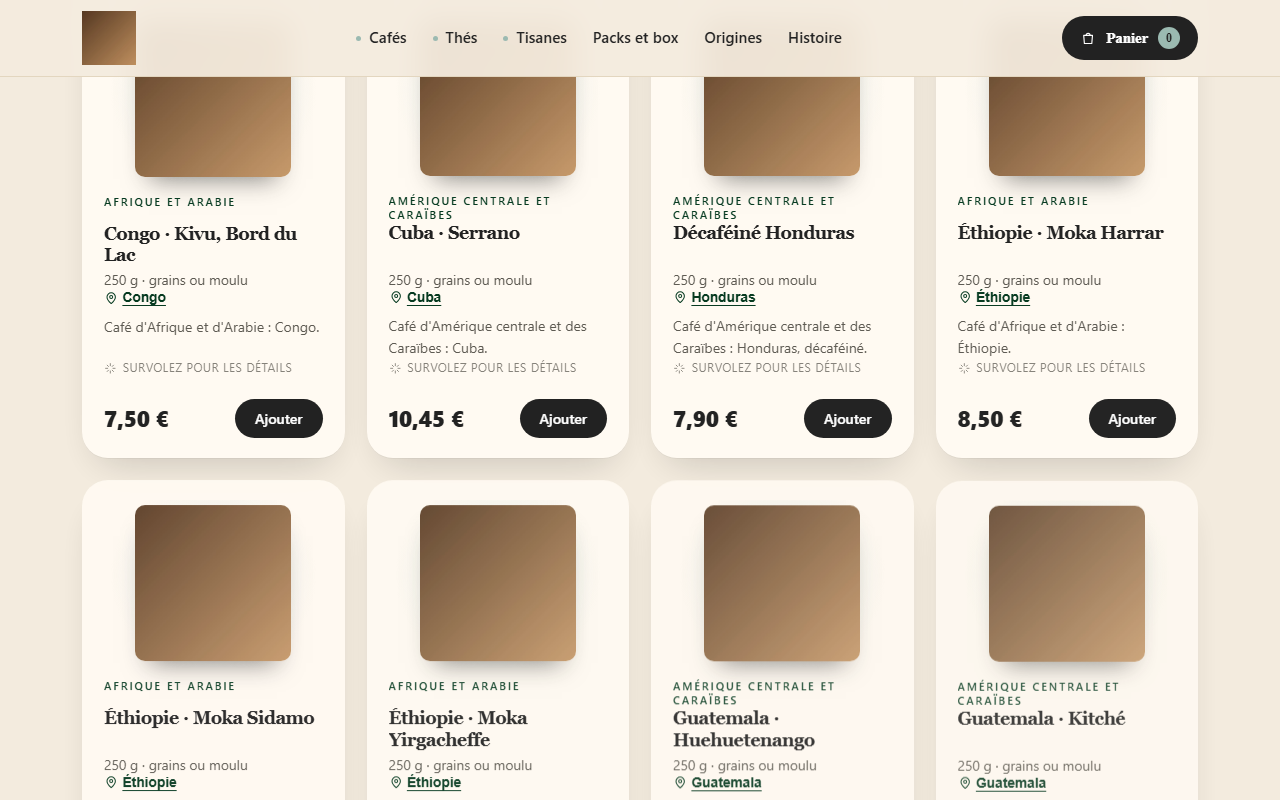 Cafés
Thés
Tisanes
Packs et box
Origines
Histoire
Panier 0
AFRIQUE ET ARABIE
Congo · Kivu, Bord du
Lac
250 g · grains ou moulu
Congo
Café d'Afrique et d'Arabie : Congo.
SURVOLEZ POUR LES DÉTAILS
7,50 €
Ajouter
AMÉRIQUE CENTRALE ET
CARAÏBES
Cuba · Serrano
250 g · grains ou moulu
Cuba
Café d'Amérique centrale et des
Caraïbes : Cuba.
SURVOLEZ POUR LES DÉTAILS
10,45 €
Ajouter
AMÉRIQUE CENTRALE ET
CARAÏBES
Décaféiné Honduras
250 g · grains ou moulu
Honduras
Café d'Amérique centrale et des
Caraïbes : Honduras, décaféiné.
SURVOLEZ POUR LES DÉTAILS
7,90 €
Ajouter
AFRIQUE ET ARABIE
Éthiopie · Moka Harrar
250 g · grains ou moulu
Éthiopie
Café d'Afrique et d'Arabie :
Éthiopie.
SURVOLEZ POUR LES DÉTAILS
8,50 €
Ajouter
AFRIQUE ET ARABIE
Éthiopie · Moka Sidamo
250 g · grains ou moulu
Éthiopie
AFRIQUE ET ARABIE
Éthiopie · Moka
Yirgacheffe
250 g · grains ou moulu
Éthiopie
AMÉRIQUE CENTRALE ET
CARAÏBES
Guatemala ·
Huehuetenango
250 g · grains ou moulu
Guatemala
AMÉRIQUE CENTRALE ET
CARAÏBES
Guatemala · Kitché
250 g · grains ou moulu
Guatemala